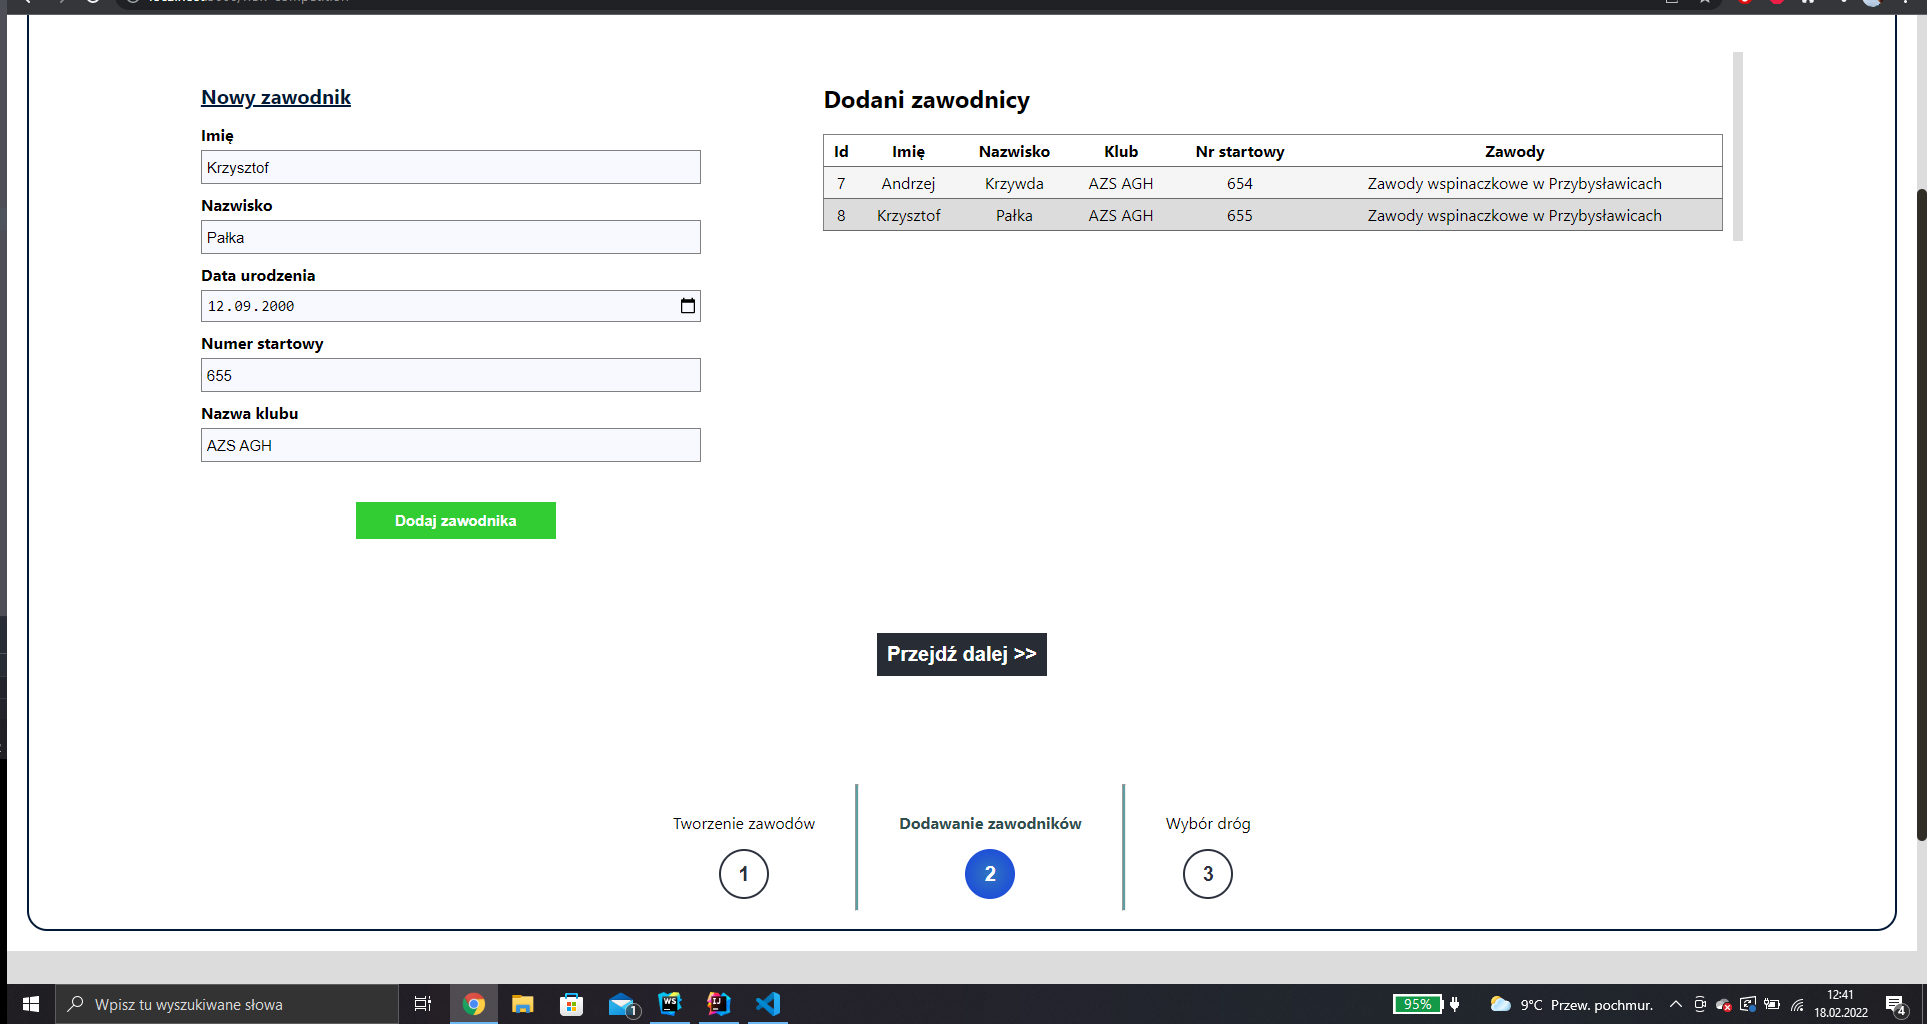 Nowy zawodnik
Imię
Krzysztof
Nazwisko
Pałka
Data urodzenia
12.09.2000
Numer startowy
655
Nazwa klubu
AZS AGH
Dodaj zawodnika
Dodani zawodnicy
Id Imię Nazwisko Klub Nr startowy Zawody
7 Andrzej Krzywda AZS AGH 654 Zawody wspinaczkowe w Przybysławicach
8 Krzysztof Pałka AZS AGH 655 Zawody wspinaczkowe w Przybysławicach
Przejdź dalej >>
Tworzenie zawodów Dodawanie zawodników Wybór dróg
1 2 3
Wpisz tu wyszukiwane słowa
1
WS
IJ
95%
9°C Przew. pochmur.
12:41
18.02.2022
4